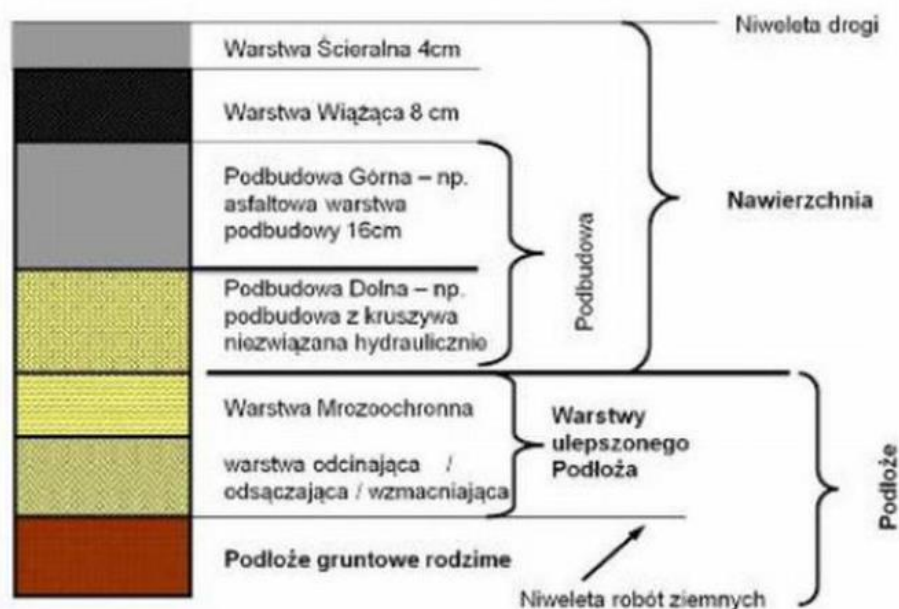 Niweleta drogi
Warstwa Ścieralna 4cm
Warstwa Wiążąca 8 cm
Podbudowa Górna – np.
asfaltowa warstwa
podbudowy 16cm
Podbudowa
Nawierzchnia
Podbudowa Dolna – np.
podbudowa z kruszywa
niezwiązana hydraulicznie
Warstwa Mrozoochronna
warstwa odcinająca /
odsączająca / wzmacniająca
Warstwy
ulepszonego
Podłoża
Podłoże
Podłoże gruntowe rodzime
Niweleta robót ziemnych